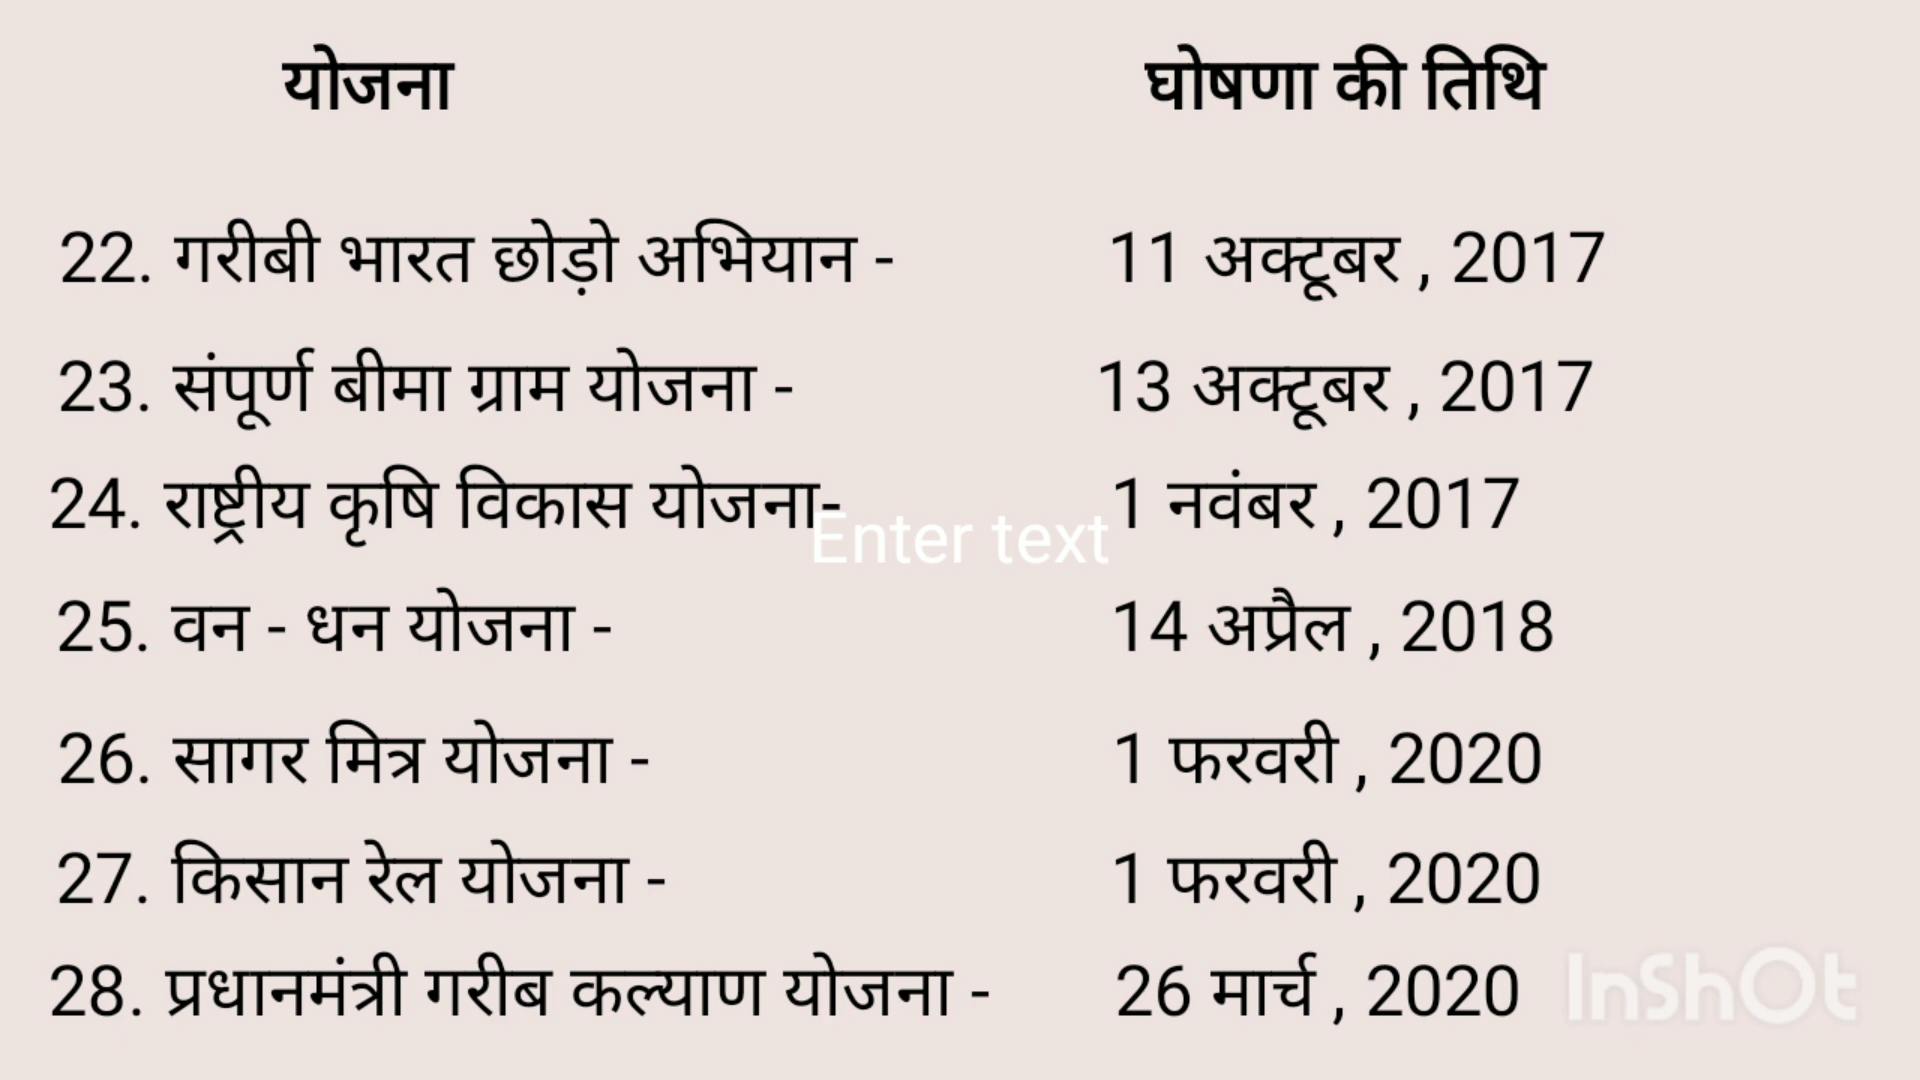 योजना घोषणा की तिथि
22. गरीबी भारत छोड़ो अभियान - 11 अक्टूबर , 2017
23. संपूर्ण बीमा ग्राम योजना - 13 अक्टूबर , 2017
24. राष्ट्रीय कृषि विकास योजना- 1 नवंबर , 2017
Enter text
25. वन - धन योजना - 14 अप्रैल , 2018
26. सागर मित्र योजना - 1 फरवरी , 2020
27. किसान रेल योजना - 1 फरवरी , 2020
28. प्रधानमंत्री गरीब कल्याण योजना - 26 मार्च , 2020
InShOt